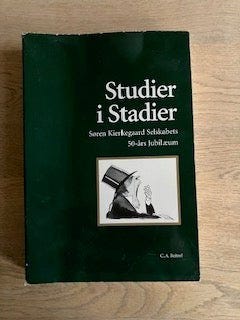 Studier
i Stadier
Søren Kierkegaard Selskabets
50-års Jubilæum
C.A. Reitzel